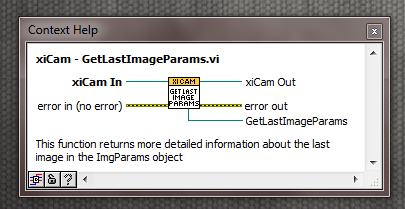 Context Help
x
xiCam - GetLastImageParams.vi
xiCam In
XICAM
xiCam Out
GET LAST
IMAGE
PARAMS
error in (no error)
error out
GetLastImageParams
This function returns more detailed information about the last
image in the ImgParams object
?